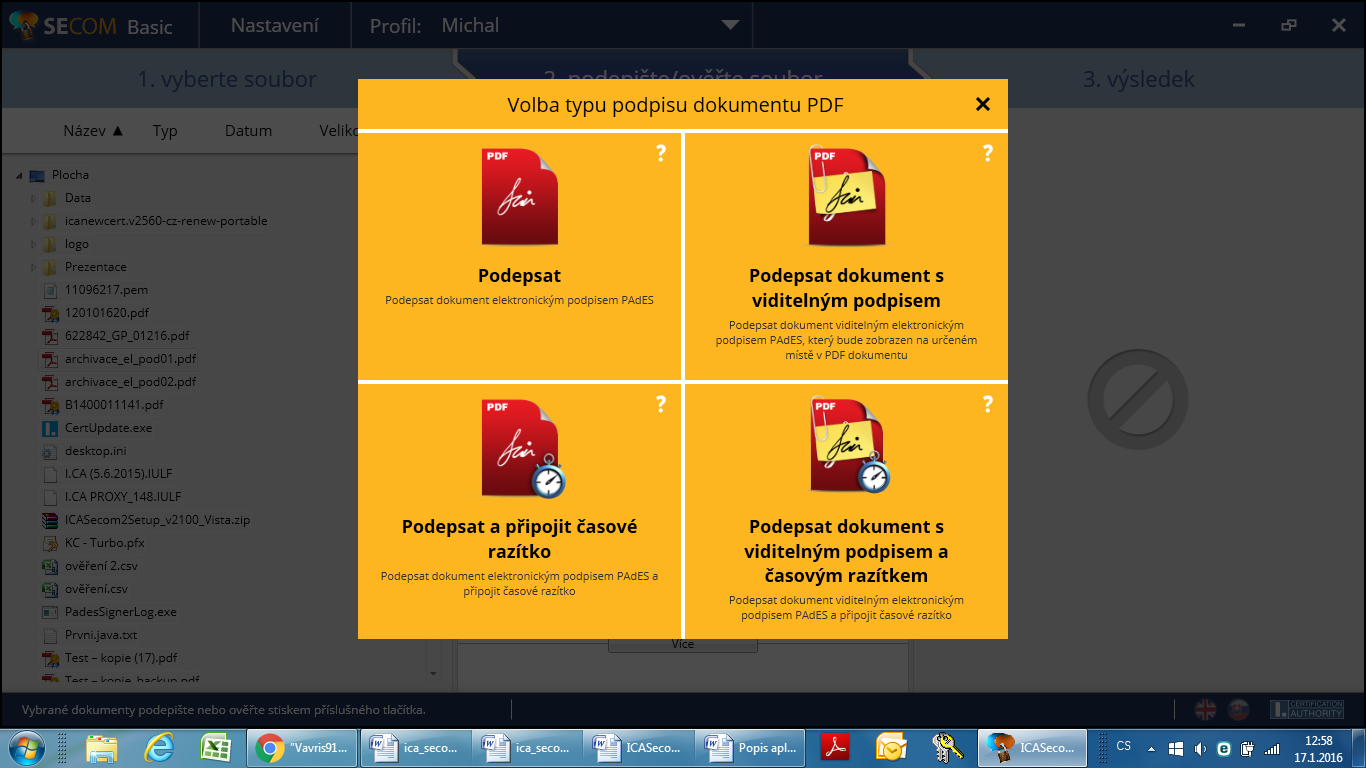 SECOM Basic
Nastavení
Profil: Michal
1. vyberte soubor
2. podepište/ověřte soubor
3. výsledek
Volba typu podpisu dokumentu PDF
Název
Typ
Datum
Plocha
Data
icanewcert.v2560-cz-renew-portable
logo
Prezentace
11096217.pem
120101620.pdf
622842_GP_01216.pdf
archivace_el_pod01.pdf
archivace_el_pod02.pdf
B1400011141.pdf
CertUpdate.exe
desktop.ini
I.CA (5.6.2015).IULF
I.CA PROXY_148.IULF
ICASecom2Setup_v2100_Vista.zip
KC - Turbo.pfx
ověření 2.csv
ověření.csv
PadesSignerLog.exe
Prvni.java.txt
Test – kopie (17).pdf
Test – kopie_backup.pdf
PDF
?
Podepsat
Podepsat dokument elektronickým podpisem PAdES
PDF
?
Podepsat dokument s
viditelným podpisem
Podepsat dokument viditelným elektronickým
podpisem PAdES, který bude zobrazen na určeném
místě v PDF dokumentu
PDF
?
Podepsat a připojit časové
razítko
Podepsat dokument elektronickým podpisem PAdES a
připojit časové razítko
PDF
?
Podepsat dokument s
viditelným podpisem a
časovým razítkem
Podepsat dokument viditelným elektronickým
podpisem PAdES a připojit časové razítko
Více
Vybrané dokumenty podepište nebo ověřte stiskem příslušného tlačítka.
CERTIFICATION
AUTHORITY
"Vavris91...
ica_seco...
ica_seco...
ICASeco...
Popis apl...
ICASeco...
CS
12:58
17.1.2016